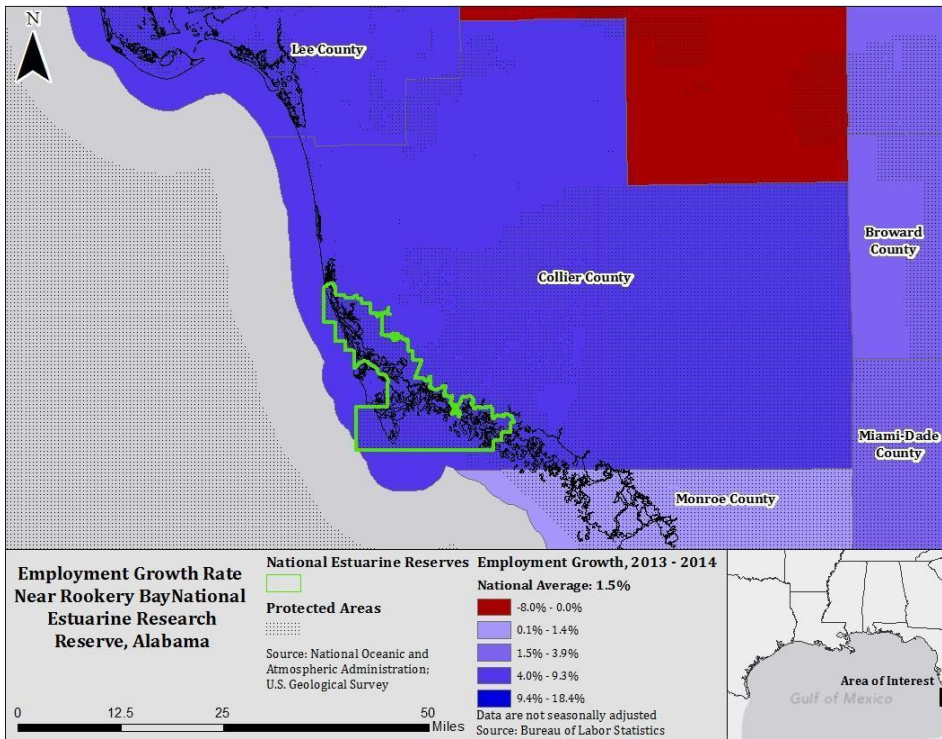 N
Lee County
Broward
County
Collier County
Miami-Dade
County
Monroe County
Employment Growth Rate
Near Rookery BayNational
Estuarine Research
Reserve, Alabama
0
12.5
25
50
Miles
National Estuarine Reserves
Protected Areas
Source: National Oceanic and
Atmospheric Administration;
U.S. Geological Survey
Employment Growth, 2013 - 2014
National Average: 1.5%
-8.0% - 0.0%
0.1% - 1.4%
1.5% - 3.9%
4.0% - 9.3%
9.4% - 18.4%
Data are not seasonally adjusted
Source: Bureau of Labor Statistics
Area of Interest
Gulf of Mexico